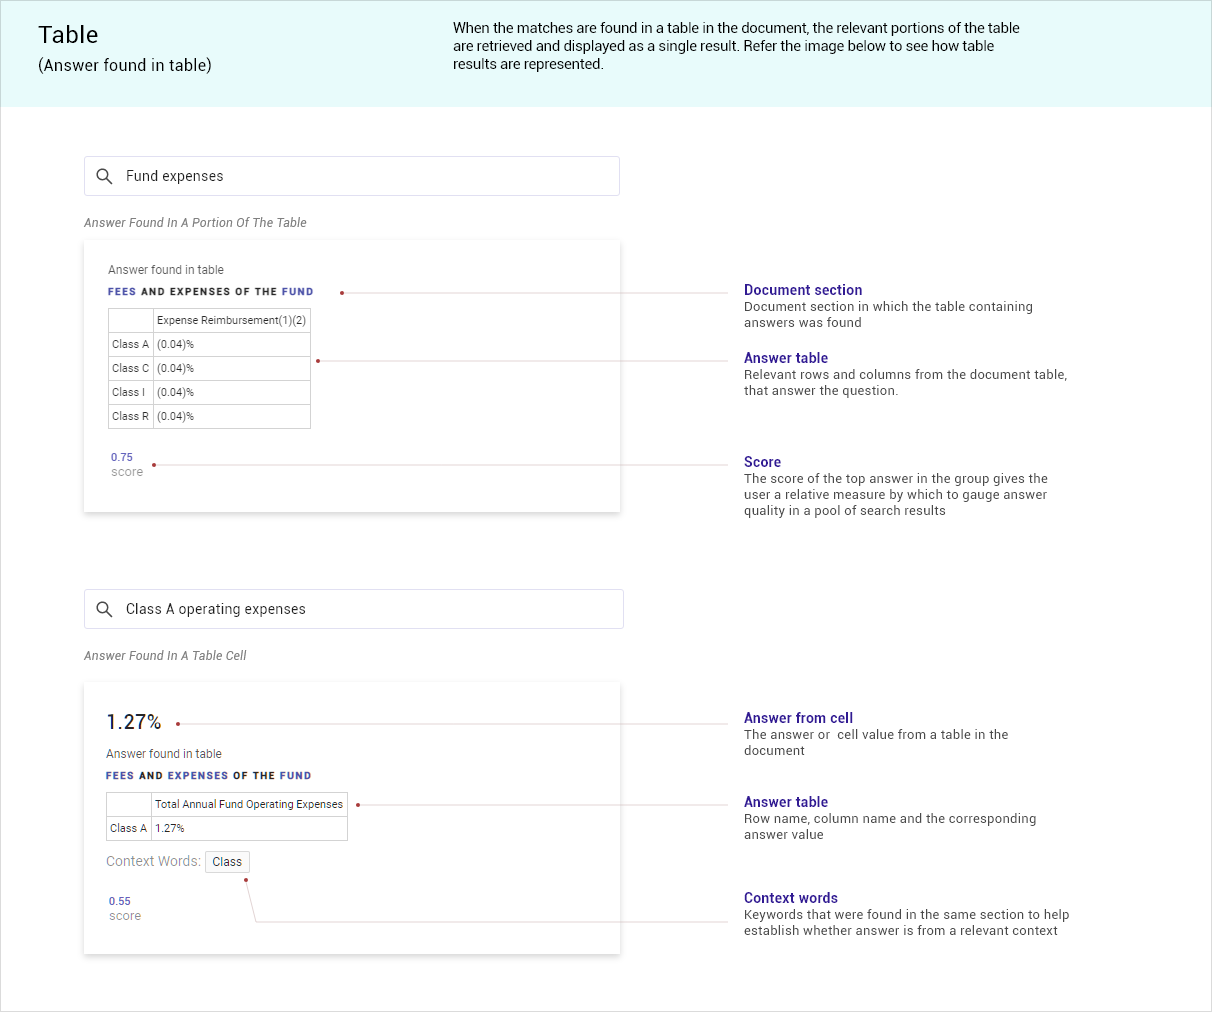 Table
(Answer found in table)
When the matches are found in a table in the document, the relevant portions of the table
are retrieved and displayed as a single result. Refer the image below to see how table
results are represented.
Fund expenses
Answer Found In A Portion Of The Table
Answer found in table
FEES AND EXPENSES OF THE FUND
Expense Reimbursement(1)(2)
Class A (0.04)%
Class C (0.04)%
Class I (0.04)%
Class R (0.04)%
0.75
score
Document section
Document section in which the table containing
answers was found
Answer table
Relevant rows and columns from the document table,
that answer the question.
Score
The score of the top answer in the group gives the
user a relative measure by which to gauge answer
quality in a pool of search results
Class A operating expenses
Answer Found In A Table Cell
1.27%
Answer found in table
FEES AND EXPENSES OF THE FUND
Total Annual Fund Operating Expenses
Class A 1.27%
Context Words: Class
0.55
score
Answer from cell
The answer or  cell value from a table in the
document
Answer table
Row name, column name and the corresponding
answer value
Context words
Keywords that were found in the same section to help
establish whether answer is from a relevant context